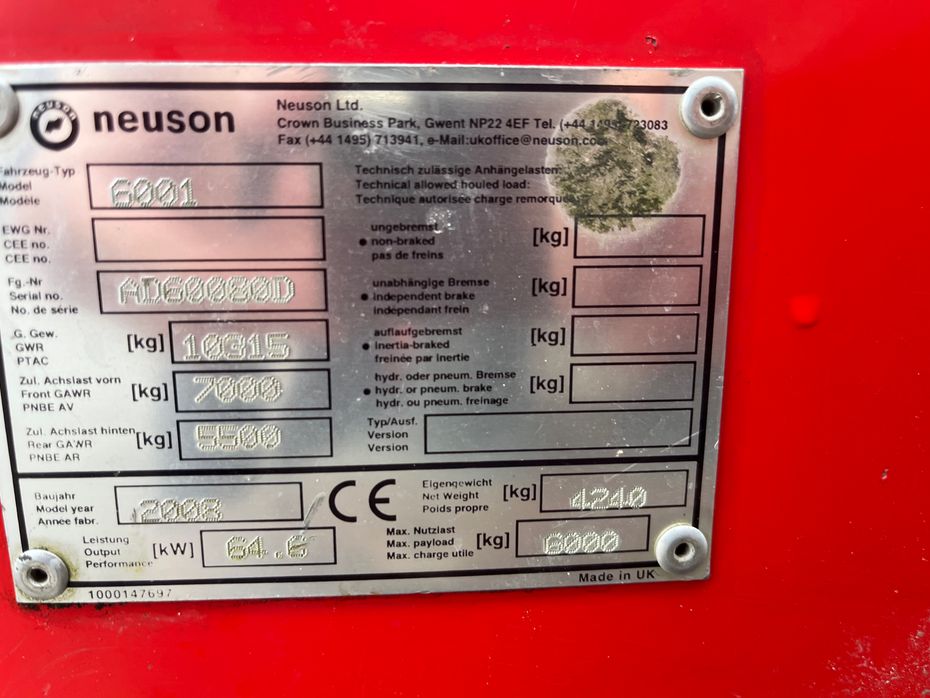 NEUSON
neuson
Neuson Ltd.
Crown Business Park, Gwent NP22 4EF Tel. (+44 1495) 723083
Fax (+44 1495) 713941, e-Mail:ukoffice@neuson.com
Fahrzeug-Typ
Model
Modèle
6001
EWG Nr.
CEE no.
CEE no.
Fg.-Nr
Serial no.
No. de série
AD60080D
G. Gew.
GWR
PTAC
[kg]
10315
Zul. Achslast vorn
Front GAWR
PNBE AV
[kg]
7000
Zul. Achslast hinten
Rear GAWR
PNBE AR
[kg]
5500
Technisch zulässige Anhängelasten:
Technical allowed houled load:
Technique autorisee charge remorque
ungebremst
non-braked
pas de freins
[kg]
unabhängige Bremse
independent brake
indépendant frein
[kg]
auflaufgebremst
inertia-braked
freinée par inertie
[kg]
hydr. oder pneum. Bremse
hydr. or pneum. brake
hydr. ou pneum. freinage
[kg]
Typ/Ausf.
Version
Version
Baujahr
Model year
Annee fabr.
2008
CE
Eigengewicht
Net Weight
Poids propre
[kg]
4240
Leistung
Output
Performance
[kW]
64.6
Max. Nutzlast
Max. payload
Max. charge utile
[kg]
6000
Made in UK
1000147697